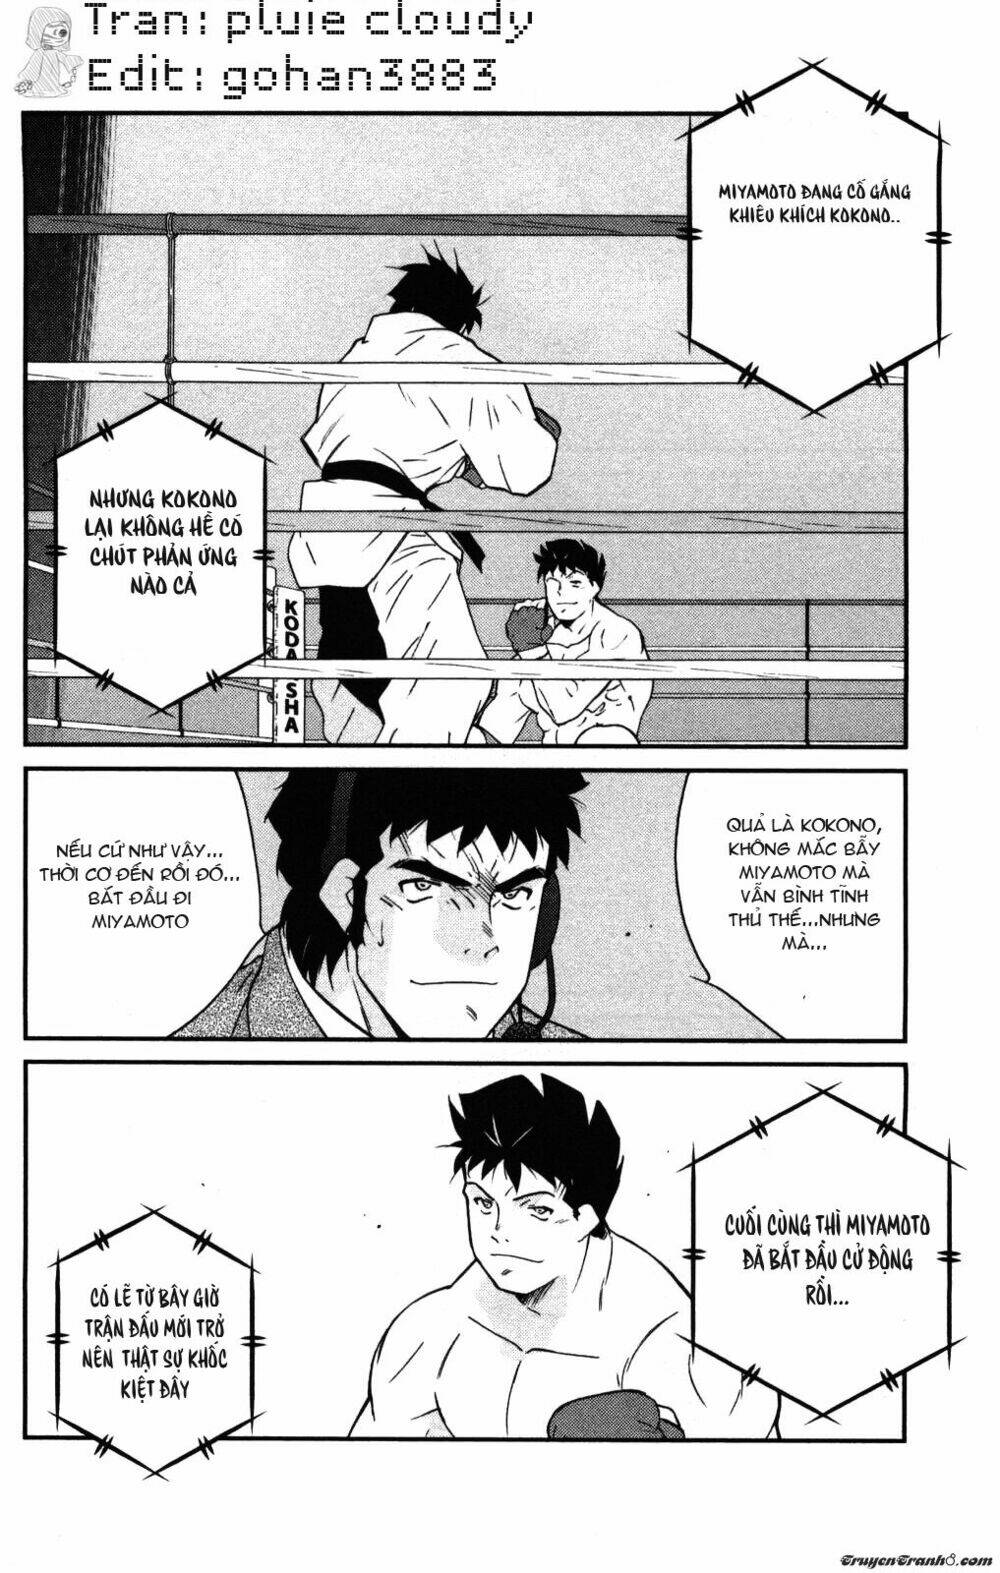 Tran: pluie cloudy
Edit: gohan3883
MIYAMOTO ĐANG CỐ GẮNG
KHIÊU KHÍCH KOKONO..
NHƯNG KOKONO
LẠI KHÔNG HỀ CÓ
CHÚT PHẢN ỨNG
NÀO CẢ
KODA
SHA
QUẢ LÀ KOKONO,
KHÔNG MẮC BẪY
MIYAMOTO MÀ
VẪN BÌNH TĨNH
THỦ THẾ...NHƯNG
MÀ...
NẾU CỨ NHƯ VẬY...
THỜI CƠ ĐẾN RỒI ĐÓ...
BẮT ĐẦU ĐI
MIYAMOTO
CUỐI CÙNG THÌ MIYAMOTO
ĐÃ BẮT ĐẦU CỬ ĐỘNG
RỒI...
CÓ LẼ TỪ BÂY GIỜ
TRẬN ĐẤU MỚI TRỞ
NÊN THẬT SỰ KHỐC
KIỆT ĐÂY
TruyenTranh8.com